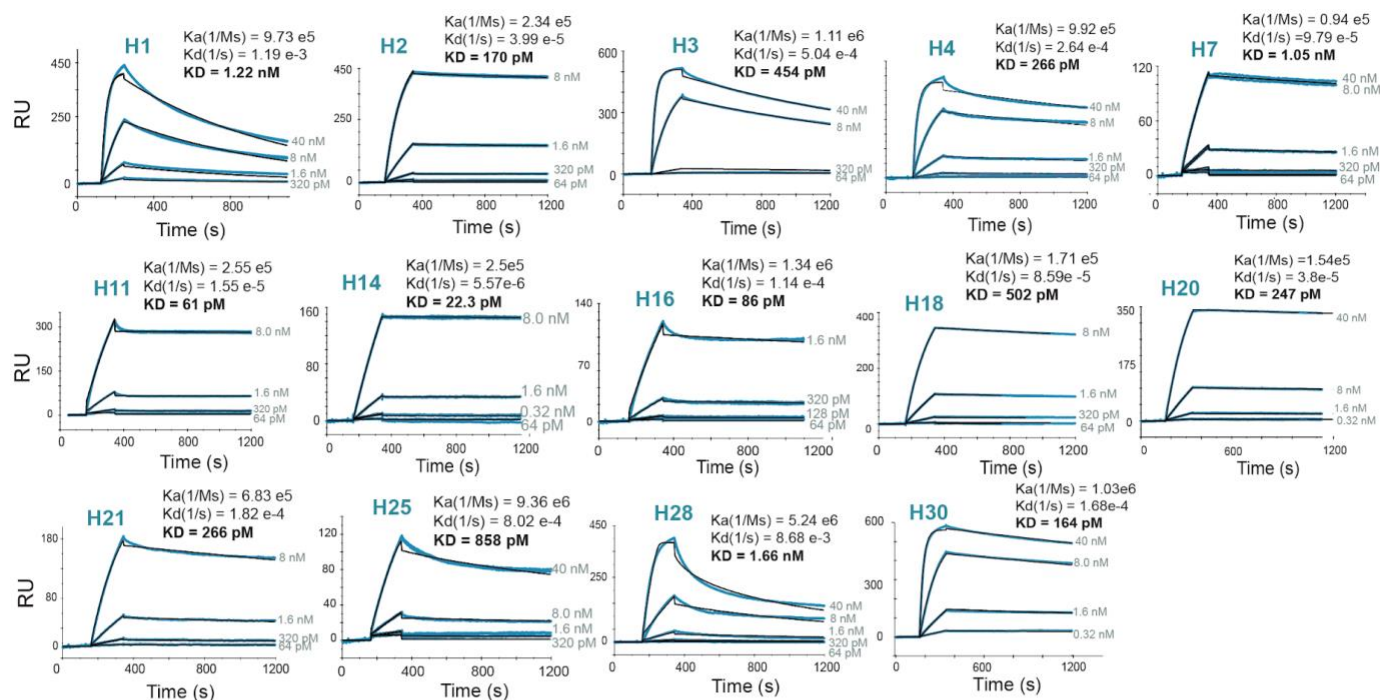 H1
Ka(1/Ms) = 9.73 e5
Kd(1/s) = 1.19 e-3
KD = 1.22 nM
RU
450
250
0
40 nM
8 nM
1.6 nM
320 pM
0 400 800
Time (s)
H2
Ka(1/Ms) = 2.34 e5
Kd(1/s) = 3.99 e-5
KD = 170 pM
450
300
150
0
8 nM
1.6 nM
320 pM
64 pM
0 400 800 1200
Time (s)
H3
Ka(1/Ms) = 1.11 e6
Kd(1/s) = 5.04 e-4
KD = 454 pM
600
300
0
40 nM
8 nM
320 pM
64 pM
0 400 800 1200
Time (s)
H4
Ka(1/Ms) = 9.92 e5
Kd(1/s) = 2.64 e-4
KD = 266 pM
450
300
150
0
40 nM
8 nM
1.6 nM
320 pM
64 pM
0 400 800 1200
Time (s)
H7
Ka(1/Ms) = 0.94 e5
Kd(1/s) =9.79 e-5
KD = 1.05 nM
120
60
0
40 nM
8.0 nM
1.6 nM
320 pM
64 pM
0 400 800 1200
Time (s)
H11
Ka(1/Ms) = 2.55 e5
Kd(1/s) = 1.55 e-5
KD = 61 pM
RU
300
200
100
0
8.0 nM
1.6 nM
320 pM
64 pM
0 400 800 1200
Time (s)
H14
Ka(1/Ms) = 2.5e5
Kd(1/s) = 5.57e-6
KD = 22.3 pM
160
120
80
40
0
8.0 nM
1.6 nM
0.32 nM
64 pM
0 400 800 1200
Time (s)
H16
Ka(1/Ms) = 1.34 e6
Kd(1/s) = 1.14 e-4
KD = 86 pM
140
100
60
0
1.6 nM
320 pM
128 pM
64 pM
0 400 800 1200
Time (s)
H18
Ka(1/Ms) = 1.71 e5
Kd(1/s) = 8.59e -5
KD = 502 pM
400
200
100
0
8 nM
1.6 nM
320 pM
64 pM
0 400 800 1200
Time (s)
H20
Ka(1/Ms) =1.54e5
Kd(1/s) = 3.8e-5
KD = 247 pM
350
175
0
40 nM
8 nM
1.6 nM
0.32 nM
0 600 1200
Time (s)
H21
Ka(1/Ms) = 6.83 e5
Kd(1/s) = 1.82 e-4
KD = 266 pM
RU
180
80
0
8 nM
1.6 nM
320 pM
64 pM
0 400 800 1200
Time (s)
H25
Ka(1/Ms) = 9.36 e6
Kd(1/s) = 8.02 e-4
KD = 858 pM
120
80
40
20
0
40 nM
8.0 nM
1.6 nM
320 pM
0 400 800 1200
Time (s)
H28
Ka(1/Ms) = 5.24 e6
Kd(1/s) = 8.68 e-3
KD = 1.66 nM
450
250
0
40 nM
8 nM
1.6 nM
320 pM
64 pM
0 400 800 1200
Time (s)
H30
Ka(1/Ms) = 1.03e6
Kd(1/s) =1.68e-4
KD = 164 pM
600
300
0
40 nM
8.0 nM
1.6 nM
0.32 nM
0 400 800 1200
Time (s)